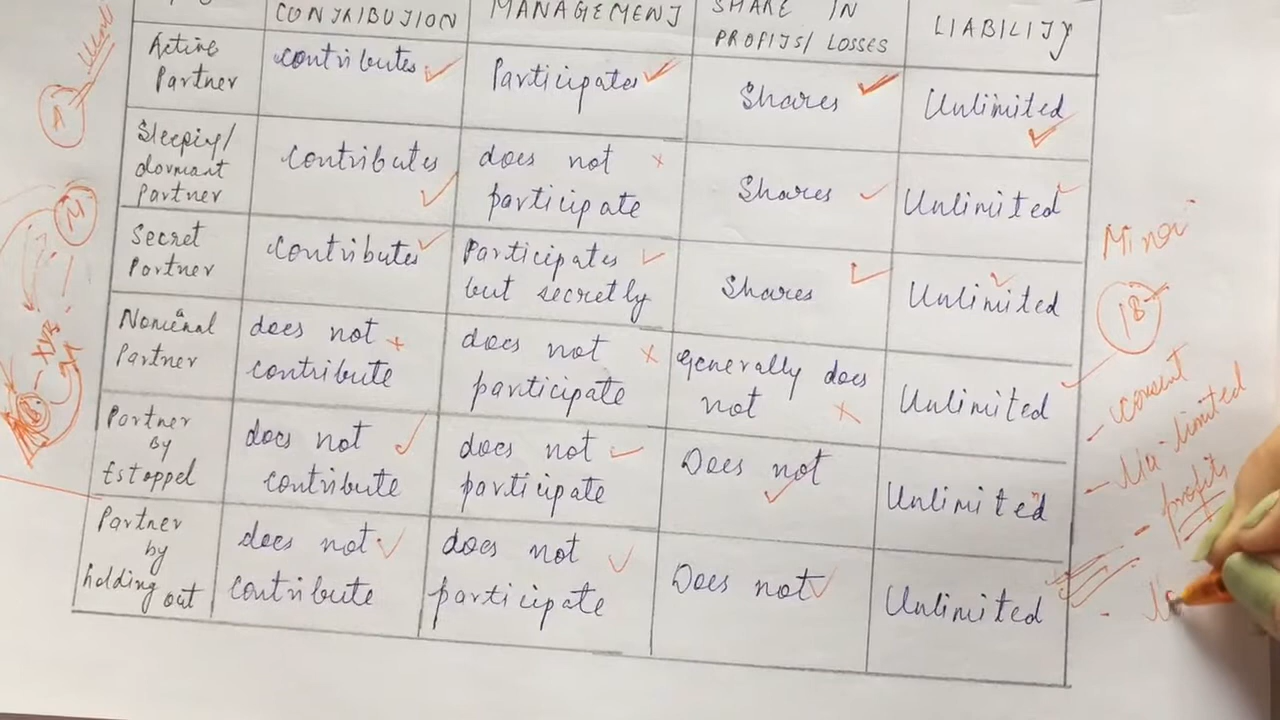 CONTRIBUTION
MANAGEMENT
SHARE IN
PROFITS/ LOSSES
LIABILITY
Active
Partner
contributes
Participates
Shares
Unlimited
Sleeping/
dormant
Partner
contributes
does not
participate
Shares
Unlimited
Secret
Partner
contributes
Participates
but secretly
Shares
Unlimited
Nominal
Partner
does not
contribute
does not
participate
generally does
not
Unlimited
Partner
by
Estoppel
does not
contribute
does not
participate
Does not
Unlimited
Partner
by
holding out
does not
contribute
does not
participate
Does not
Unlimited
A
M
XYZ
B
Minor
18
- consent
- lia limited
- profits